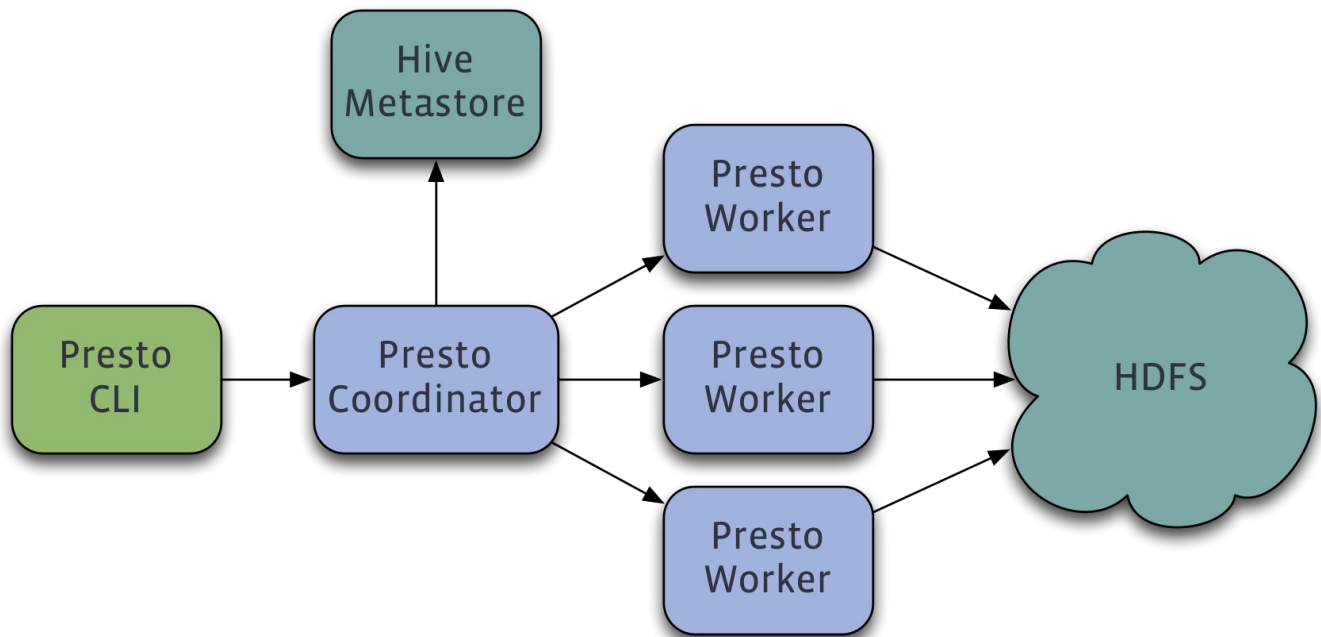 Hive
Metastore
Presto
Worker
Presto
CLI
Presto
Coordinator
Presto
Worker
HDFS
Presto
Worker